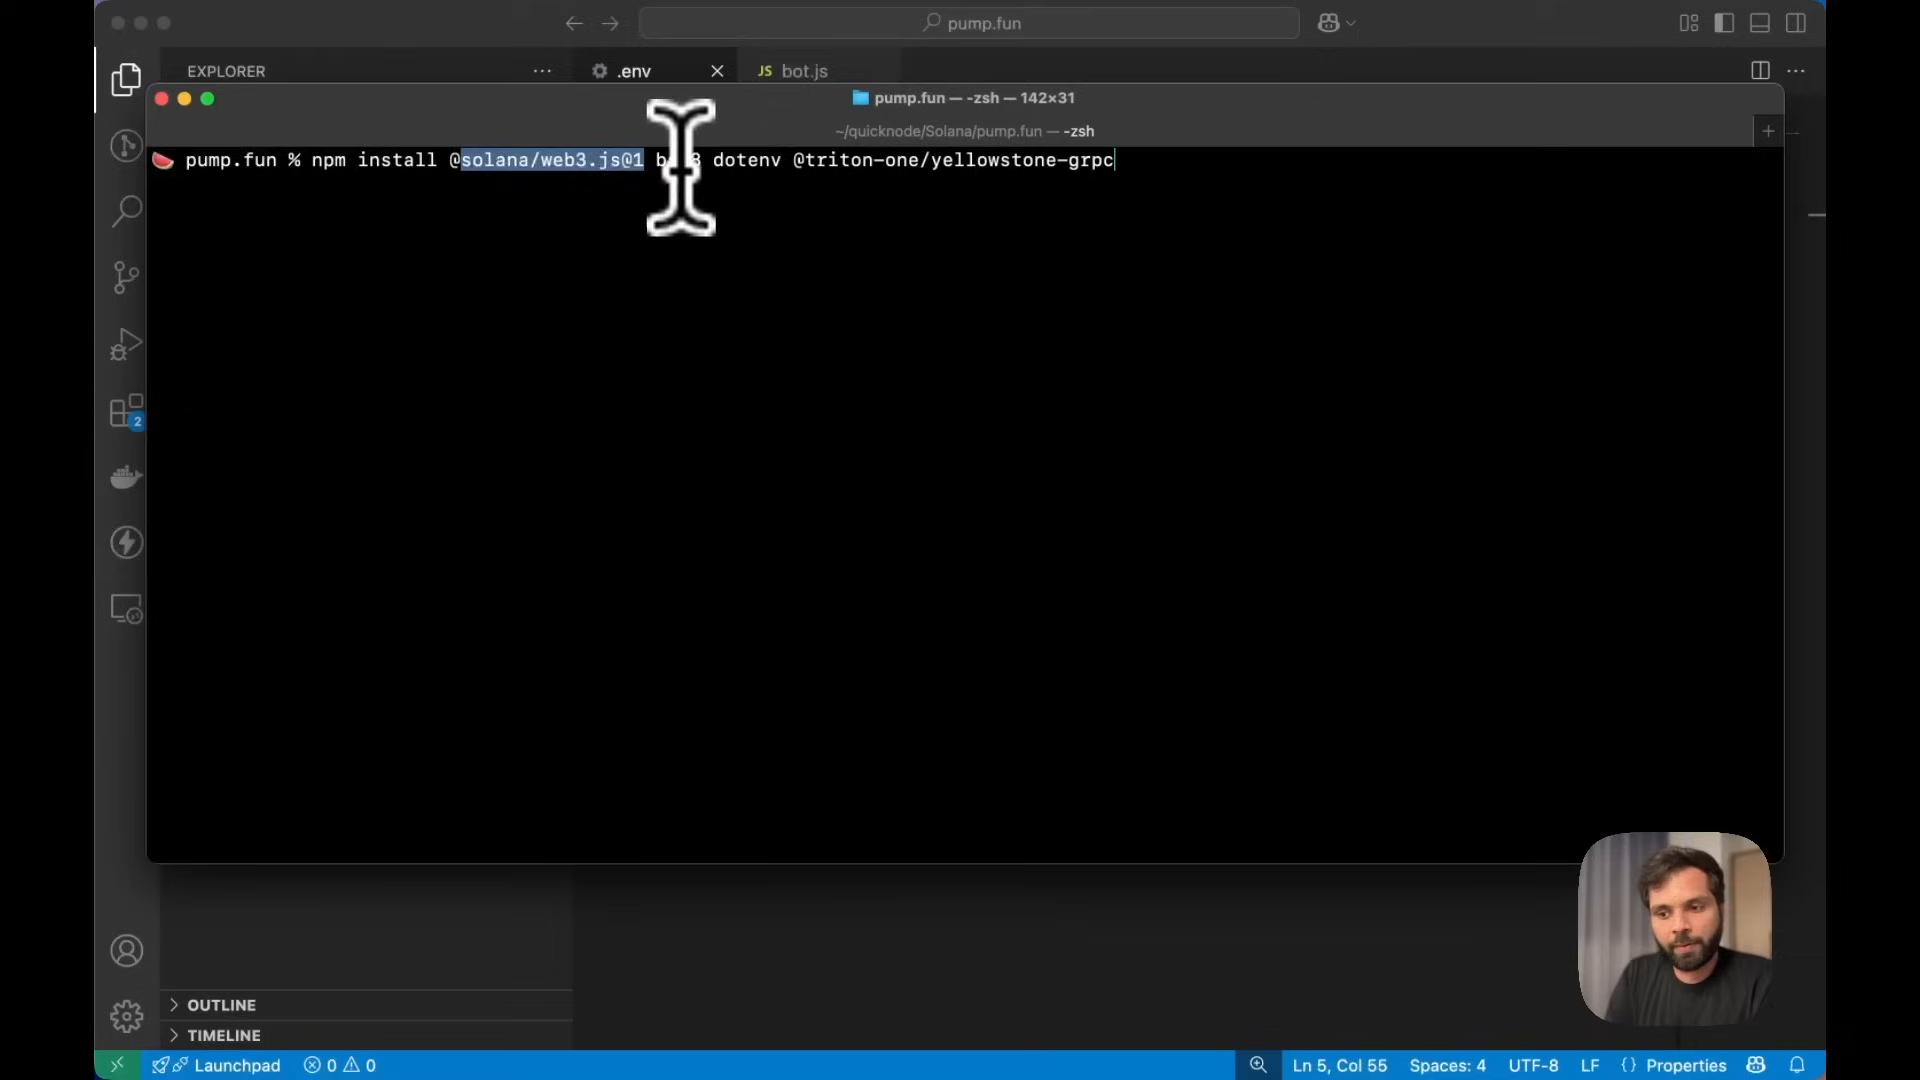 pump.fun
EXPLORER
.env
JS bot.js
pump.fun — -zsh — 142×31
~/quicknode/Solana/pump.fun — -zsh
pump.fun % npm install @solana/web3.js@1 dotenv @triton-one/yellowstone-grpc
2
OUTLINE
TIMELINE
Launchpad 0 0
Ln 5, Col 55 Spaces: 4 UTF-8 LF {} Properties